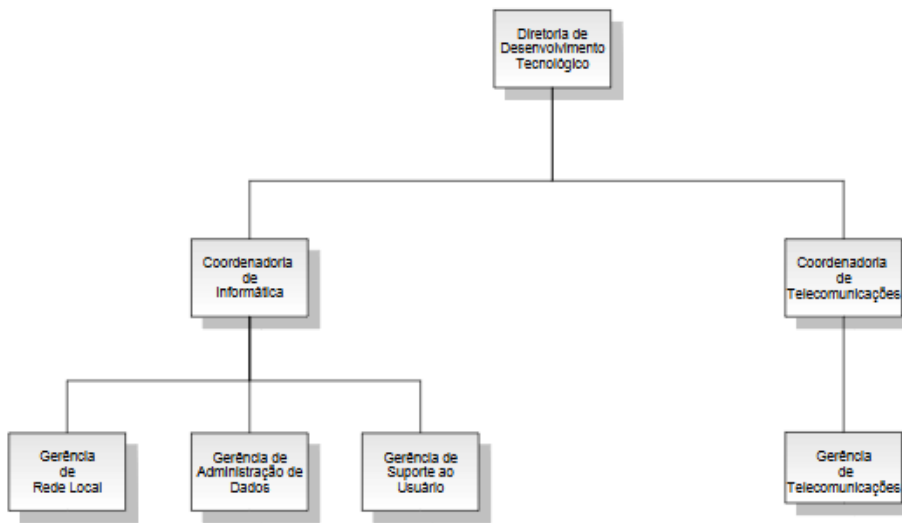 Diretoria de
Desenvolvimento
Tecnológico
Coordenadoria
de
Informática
Coordenadoria
de
Telecomunicações
Gerência
de
Rede Local
Gerência de
Administração de
Dados
Gerência de
Suporte ao
Usuário
Gerência
de
Telecomunicações